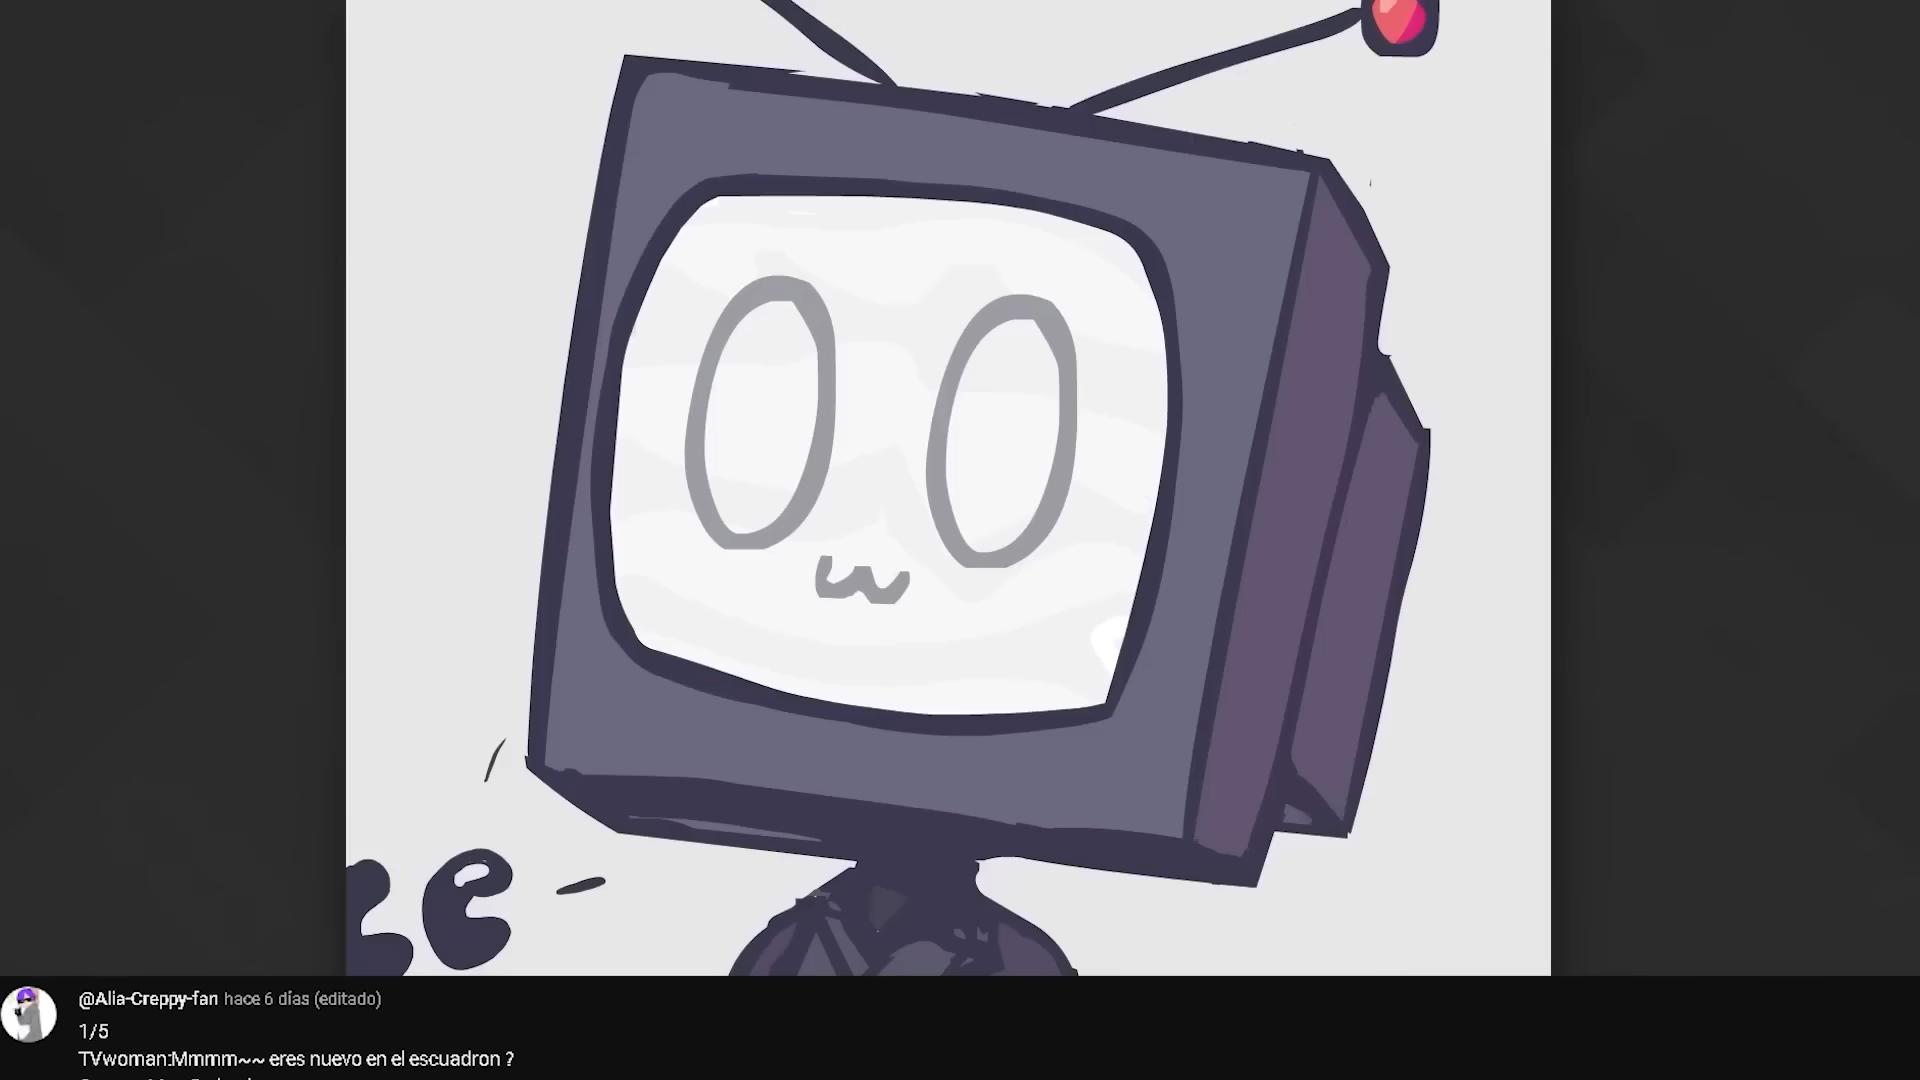 @Alia-Creppy-fan hace 6 días (editado)
1/5
TVwoman:Mmmm~~ eres nuevo en el escuadron ?